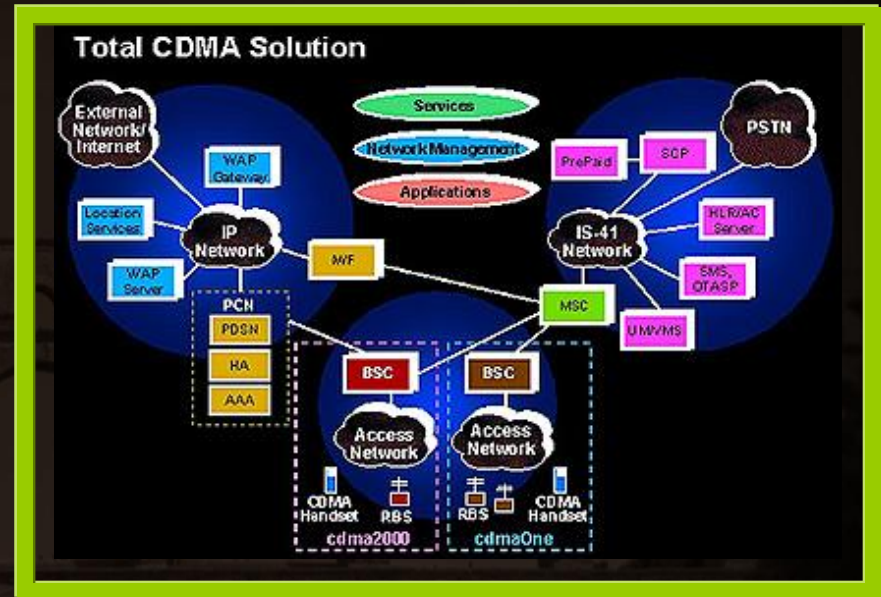 Total CDMA Solution
External
Network/
Internet
WAP
Gateway
Location
Services
IP
Network
WAP
Server
IWF
PCN
PDSN
HA
AAA
Services
Network Management
Applications
PrePaid
SCP
PSTN
IS-41
Network
HLR/AC
Server
SMS,
OTASP
MSC
UM/VMS
BSC
BSC
Access
Network
Access
Network
CDMA
Handset
RBS
RBS
CDMA
Handset
cdma2000
cdmaOne